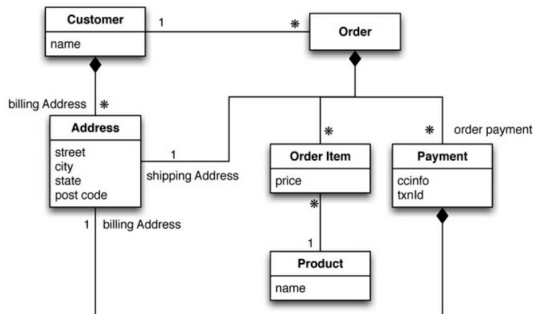 Customer
name
1
*
Order
billing Address
*
Address
street
city
state
post code
1
shipping Address
*
Order Item
price
*
order payment
Payment
ccinfo
txnId
1
billing Address
*
1
Product
name